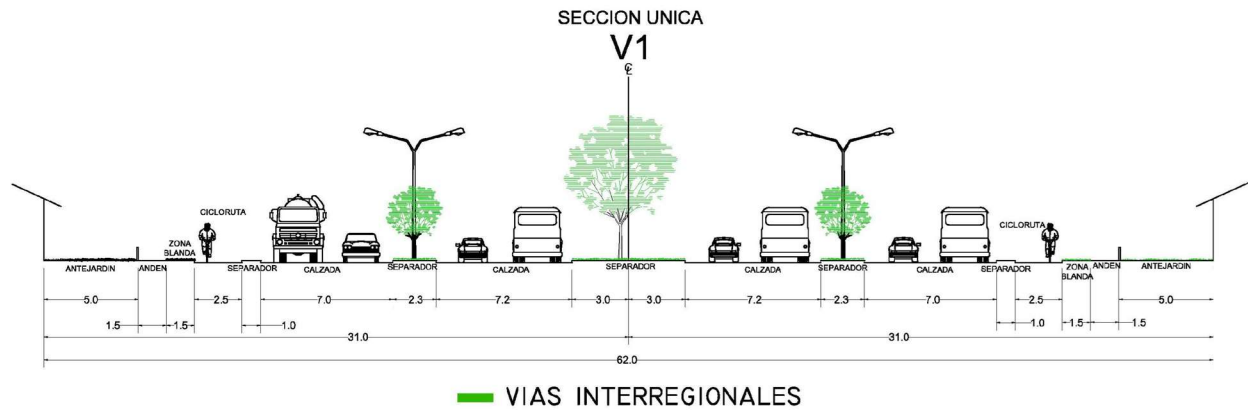 SECCION UNICA
V1
CL
CICLORUTA
CICLORUTA
ZONA BLANDA
ANTEJARDIN ANDEN SEPARADOR CALZADA SEPARADOR CALZADA SEPARADOR CALZADA SEPARADOR CALZADA SEPARADOR ZONA BLANDA ANDEN ANTEJARDIN
5.0 2.5 7.0 2.3 7.2 3.0 3.0 7.2 2.3 7.0 2.5 5.0
1.5 1.5 1.0 1.0 1.5 1.5
31.0 31.0
62.0
VIAS INTERREGIONALES